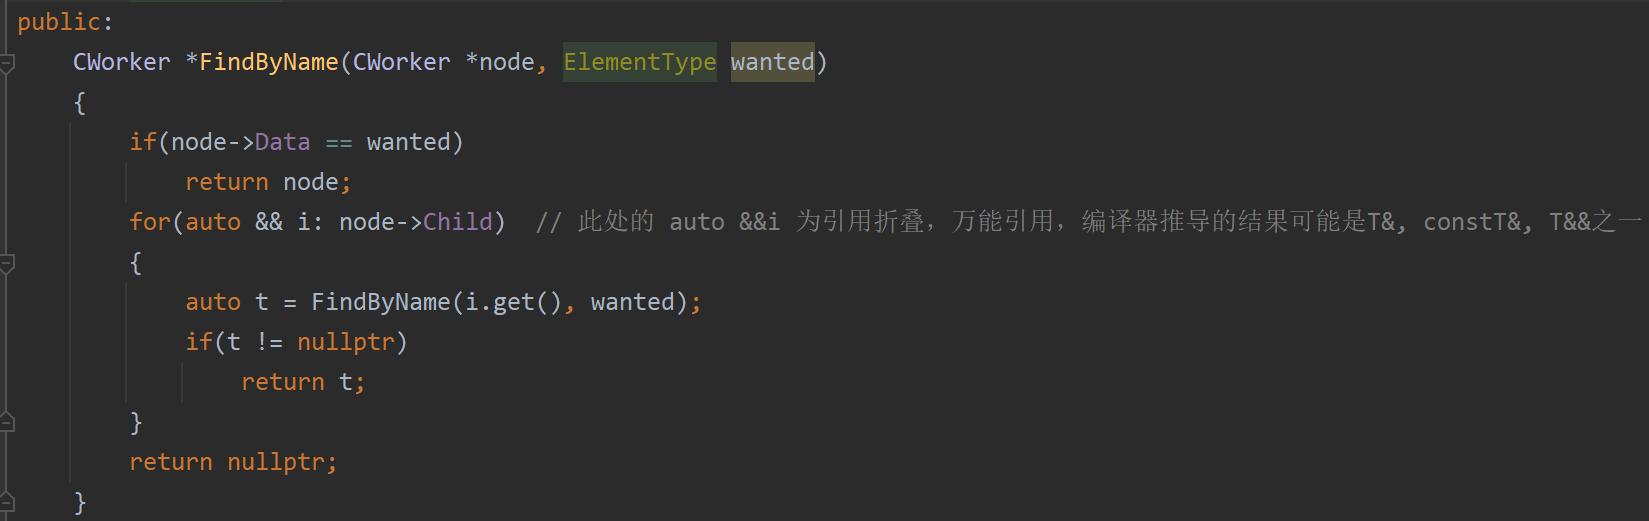 public:
    CWorker *FindByName(CWorker *node, ElementType wanted)
    {
        if(node->Data == wanted)
            return node;
        for(auto && i: node->Child)  // 此处的 auto &&i 为引用折叠，万能引用，编译器推导的结果可能是T&, constT&, T&&之一
        {
            auto t = FindByName(i.get(), wanted);
            if(t != nullptr)
                return t;
        }
        return nullptr;
    }